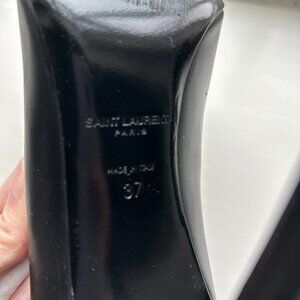 SAINT LAURENT
PARIS
MADE IN ITALY
37